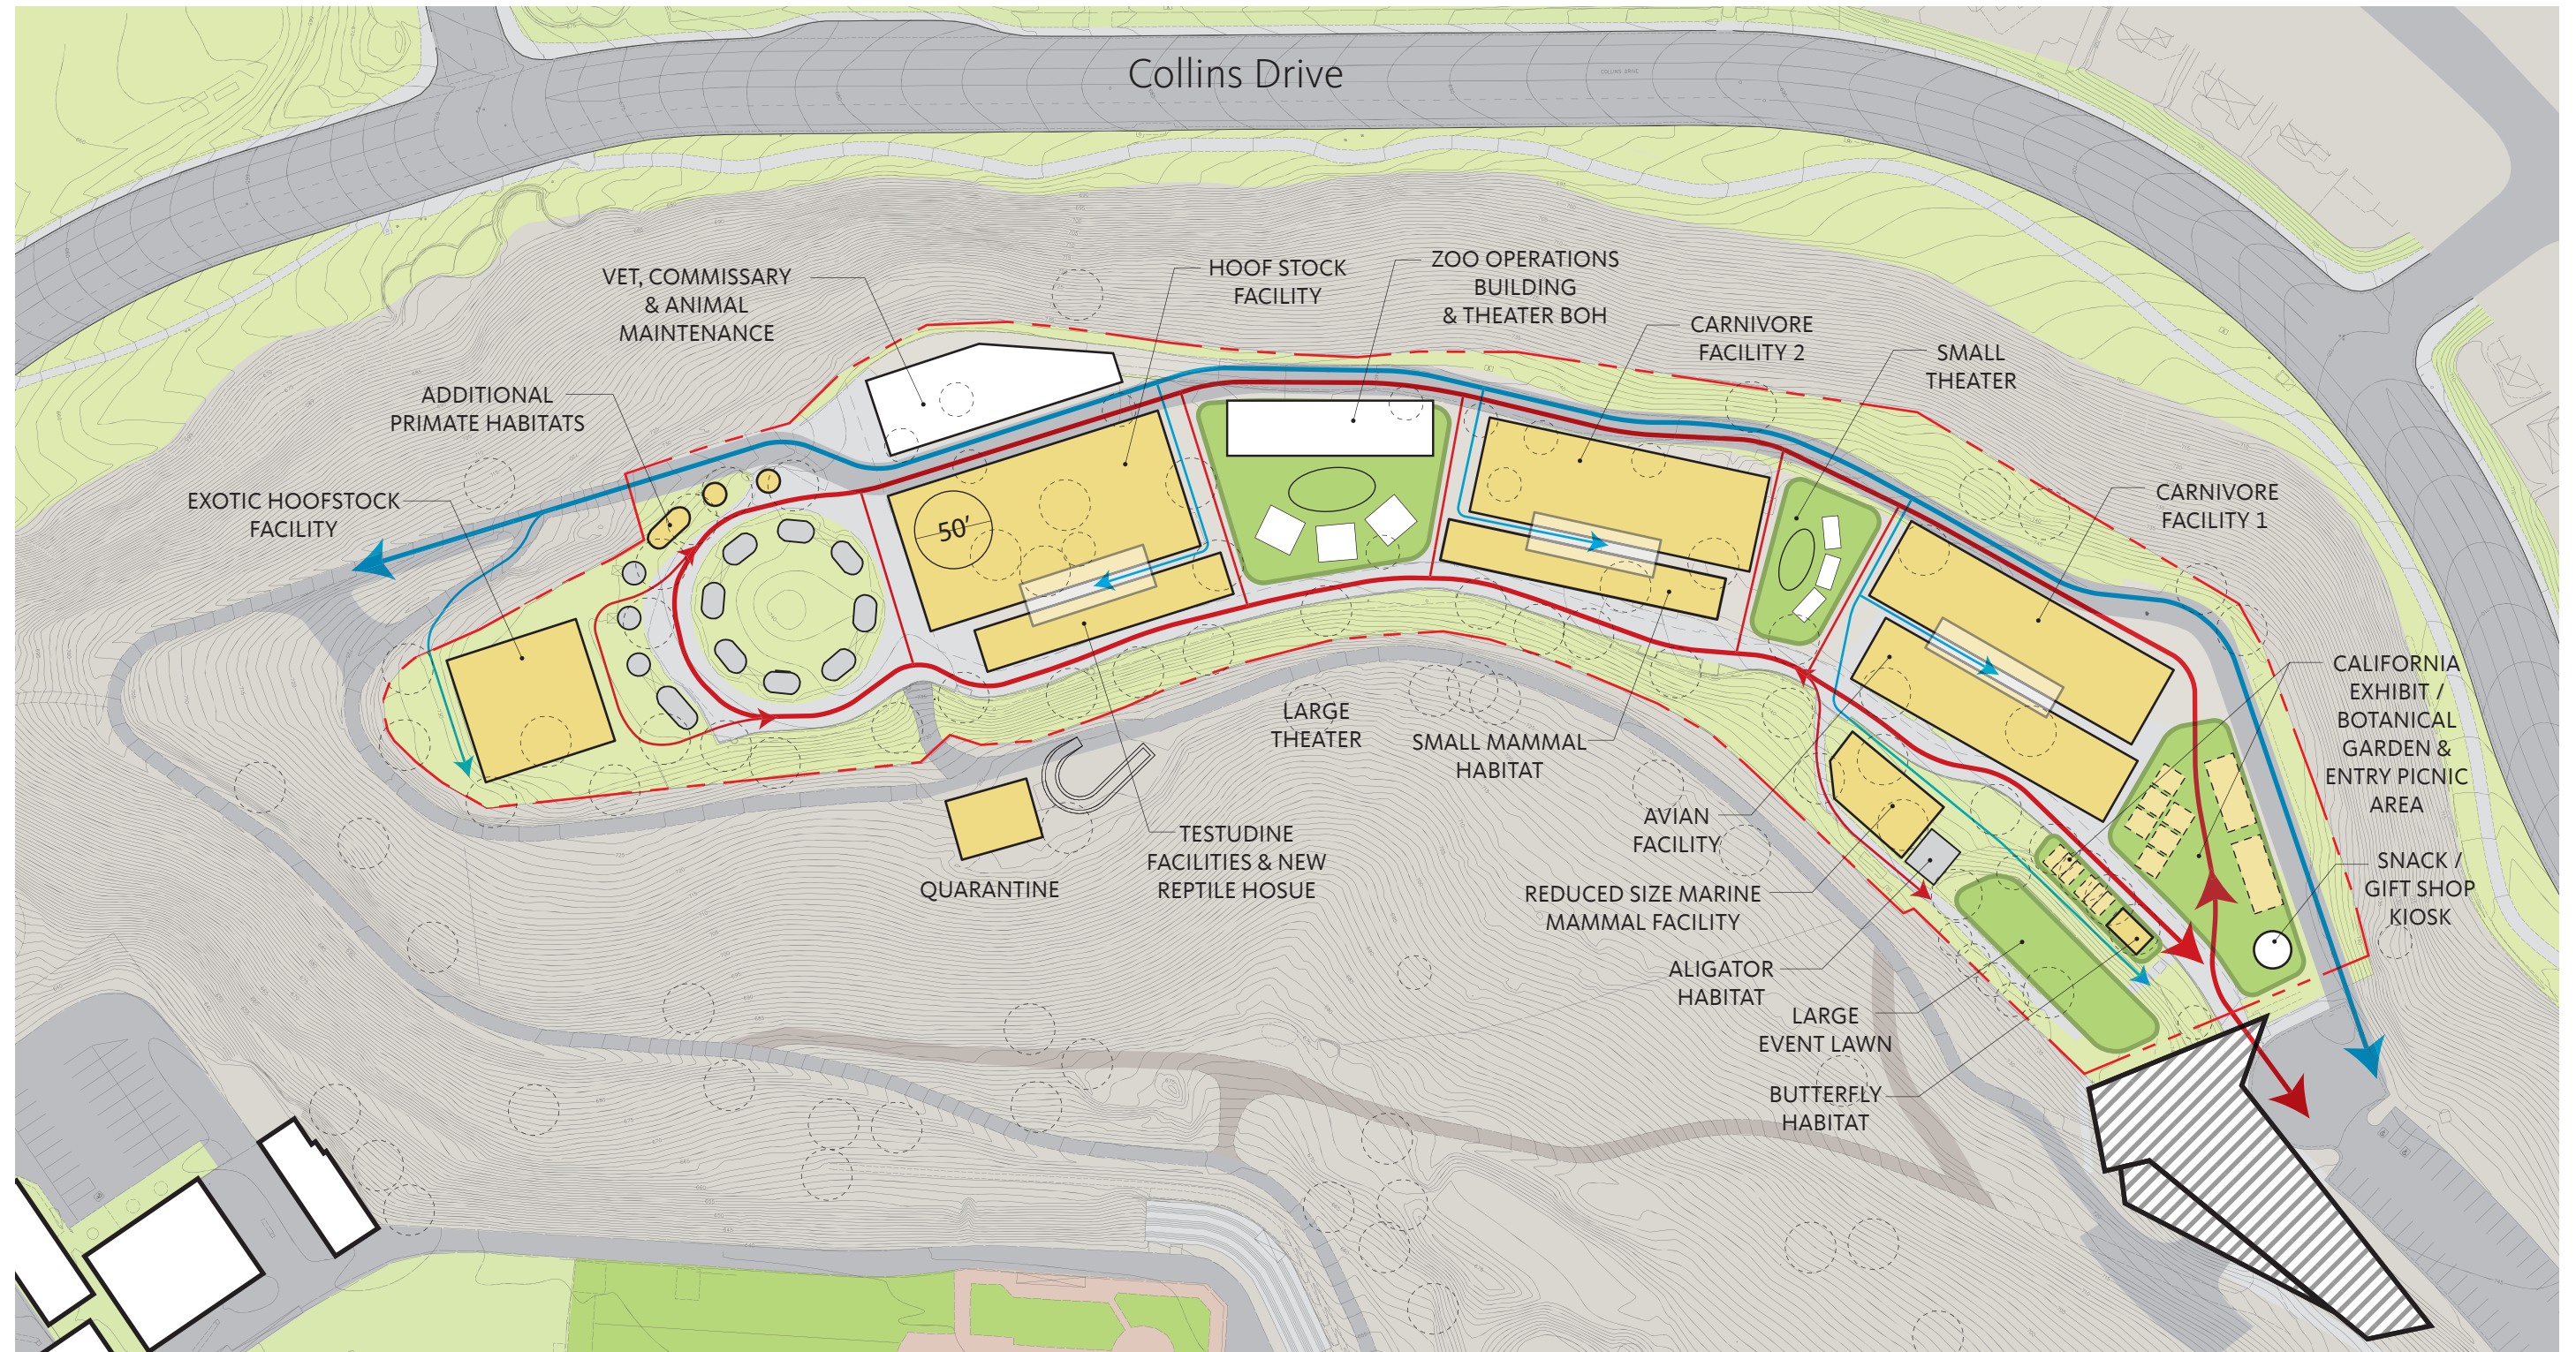 Collins Drive
COLLINS DRIVE
VET, COMMISSARY
& ANIMAL
MAINTENANCE
HOOF STOCK
FACILITY
ZOO OPERATIONS
BUILDING
& THEATER BOH
CARNIVORE
FACILITY 2
SMALL
THEATER
ADDITIONAL
PRIMATE HABITATS
EXOTIC HOOFSTOCK
FACILITY
CARNIVORE
FACILITY 1
50'
CALIFORNIA
EXHIBIT /
BOTANICAL
GARDEN &
ENTRY PICNIC
AREA
LARGE
THEATER
SMALL MAMMAL
HABITAT
AVIAN
FACILITY
TESTUDINE
FACILITIES & NEW
REPTILE HOSUE
QUARANTINE
REDUCED SIZE MARINE
MAMMAL FACILITY
SNACK /
GIFT SHOP
KIOSK
ALIGATOR
HABITAT
LARGE
EVENT LAWN
BUTTERFLY
HABITAT